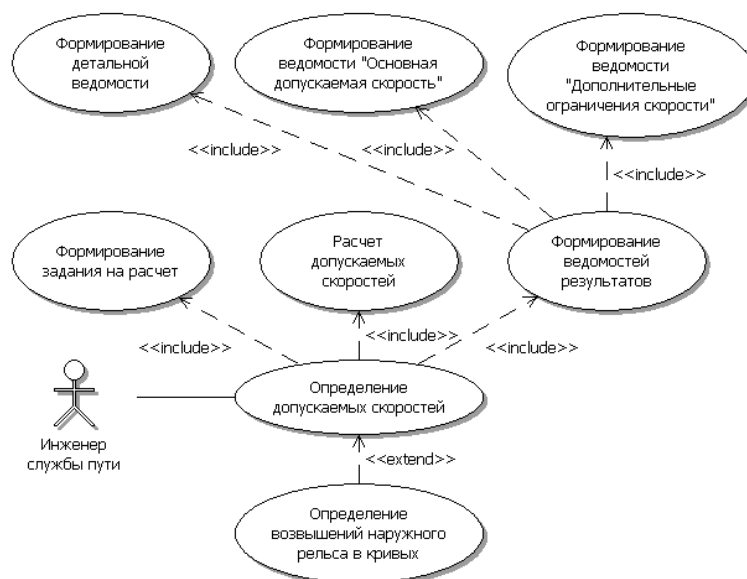 Формирование
детальной
ведомости
Формирование
ведомости "Основная
допускаемая скорость"
Формирование
ведомости
"Дополнительные
ограничения скорости"
<<include>>
<<include>>
<<include>>
Формирование
задания на расчет
Расчет
допускаемых
скоростей
Формирование
ведомостей
результатов
<<include>>
<<include>>
<<include>>
Определение
допускаемых скоростей
Инженер
службы пути
<<extend>>
Определение
возвышений наружного
рельса в кривых